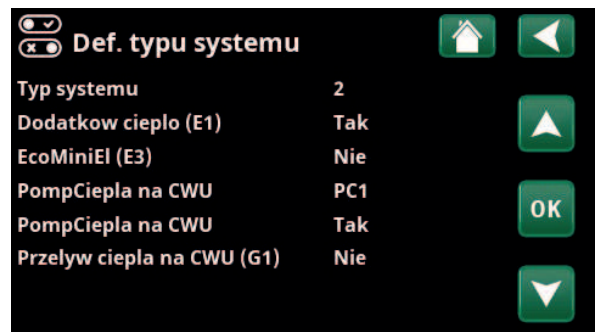 Def. typu systemu
Typ systemu 2
Dodatkow cieplo (E1) Tak
EcoMiniEl (E3) Nie
PompCiepla na CWU PC1
PompCiepla na CWU Tak
Przelyw ciepla na CWU (G1) Nie
OK